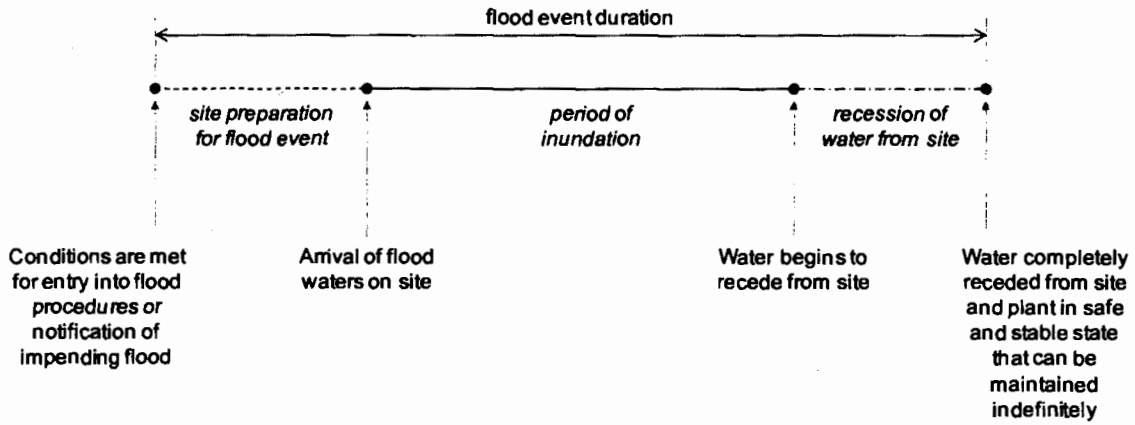 flood event duration
site preparation
for flood event
period of
inundation
recession of
water from site
Conditions are met
for entry into flood
procedures or
notification of
impending flood
Arrival of flood
waters on site
Water begins to
recede from site
Water completely
receded from site
and plant in safe
and stable state
that can be
maintained
indefinitely